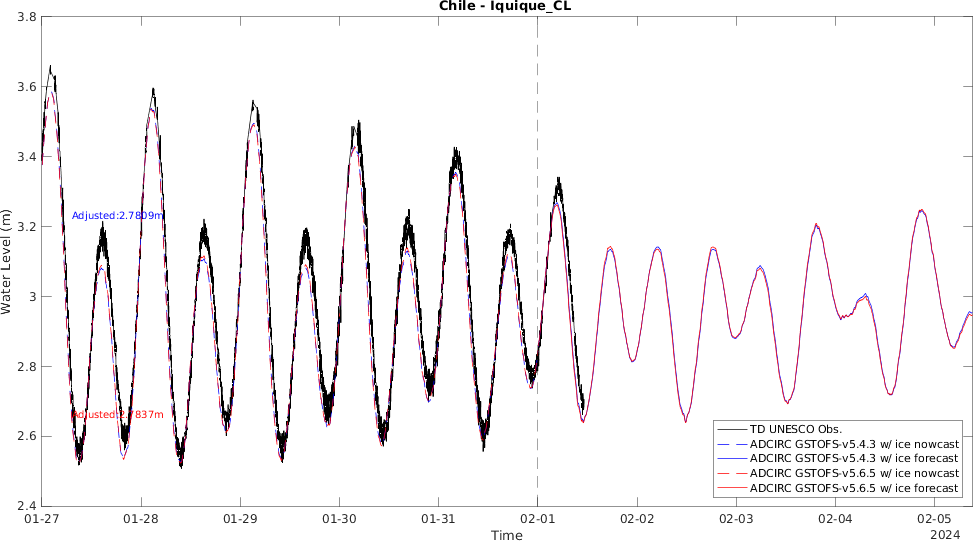 Chile - Iquique_CL
3.8
3.6
3.4
3.2
3
2.8
2.6
2.4
Water Level (m)
Adjusted:2.7809m
Adjusted:2.7837m
TD UNESCO Obs.
ADCIRC GSTOFS-v5.4.3 w/ ice nowcast
ADCIRC GSTOFS-v5.4.3 w/ ice forecast
ADCIRC GSTOFS-v5.6.5 w/ ice nowcast
ADCIRC GSTOFS-v5.6.5 w/ ice forecast
01-27 01-28 01-29 01-30 01-31 02-01 02-02 02-03 02-04 02-05
Time
2024